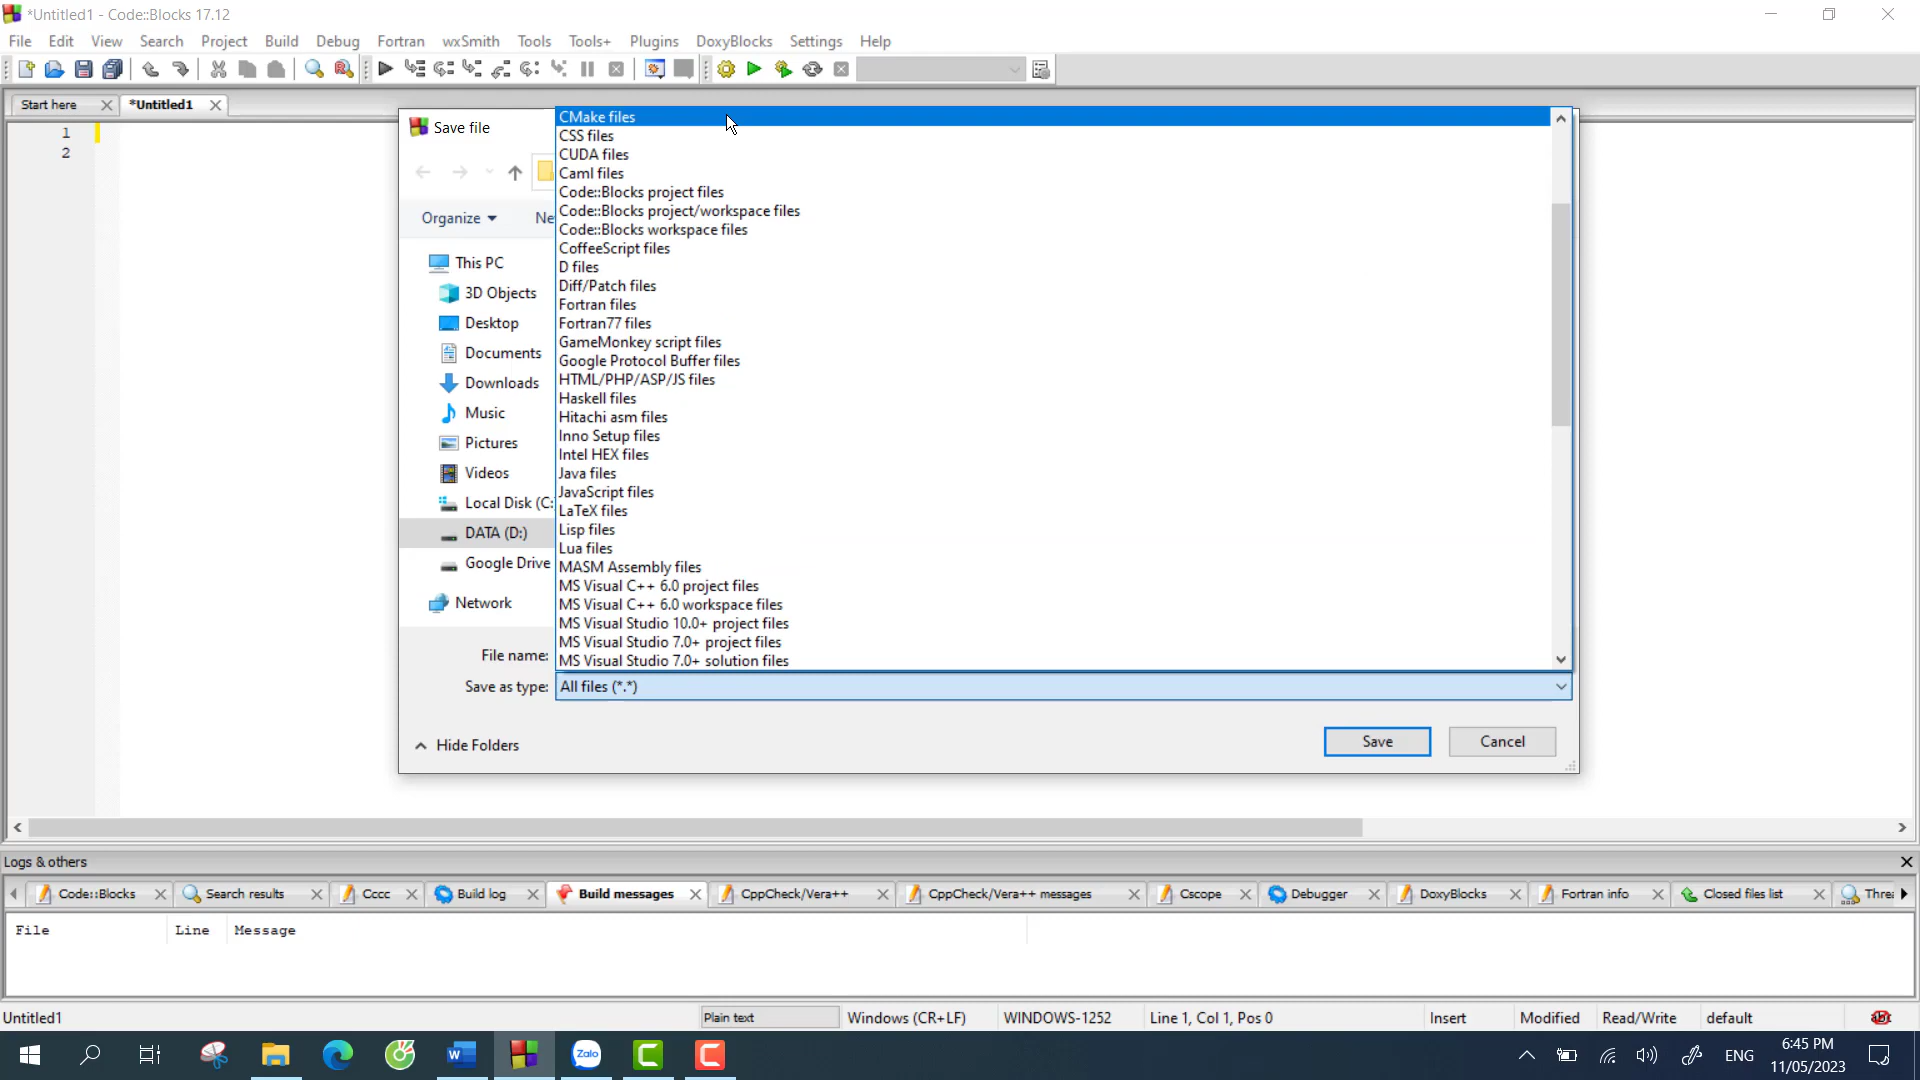 *Untitled1 - Code::Blocks 17.12
File Edit View Search Project Build Debug Fortran wxSmith Tools Tools+ Plugins DoxyBlocks Settings Help
Start here *Untitled1
1
2
Save file
Organize
This PC
3D Objects
Desktop
Documents
Downloads
Music
Pictures
Videos
Local Disk (C:
DATA (D:)
Google Drive
Network
CMake files
CSS files
CUDA files
Caml files
Code::Blocks project files
Code::Blocks project/workspace files
Code::Blocks workspace files
CoffeeScript files
D files
Diff/Patch files
Fortran files
Fortran77 files
GameMonkey script files
Google Protocol Buffer files
HTML/PHP/ASP/JS files
Haskell files
Hitachi asm files
Inno Setup files
Intel HEX files
Java files
JavaScript files
LaTeX files
Lisp files
Lua files
MASM Assembly files
MS Visual C++ 6.0 project files
MS Visual C++ 6.0 workspace files
MS Visual Studio 10.0+ project files
MS Visual Studio 7.0+ project files
MS Visual Studio 7.0+ solution files
File name:
Save as type: All files (*.*)
Hide Folders Save Cancel
Logs & others
Code::Blocks Search results Cccc Build log Build messages CppCheck/Vera++ CppCheck/Vera++ messages Cscope Debugger DoxyBlocks Fortran info Closed files list
File Line Message
Untitled1 Plain text Windows (CR+LF) WINDOWS-1252 Line 1, Col 1, Pos 0 Insert Modified Read/Write default
Zalo ENG 6:45 PM
11/05/2023